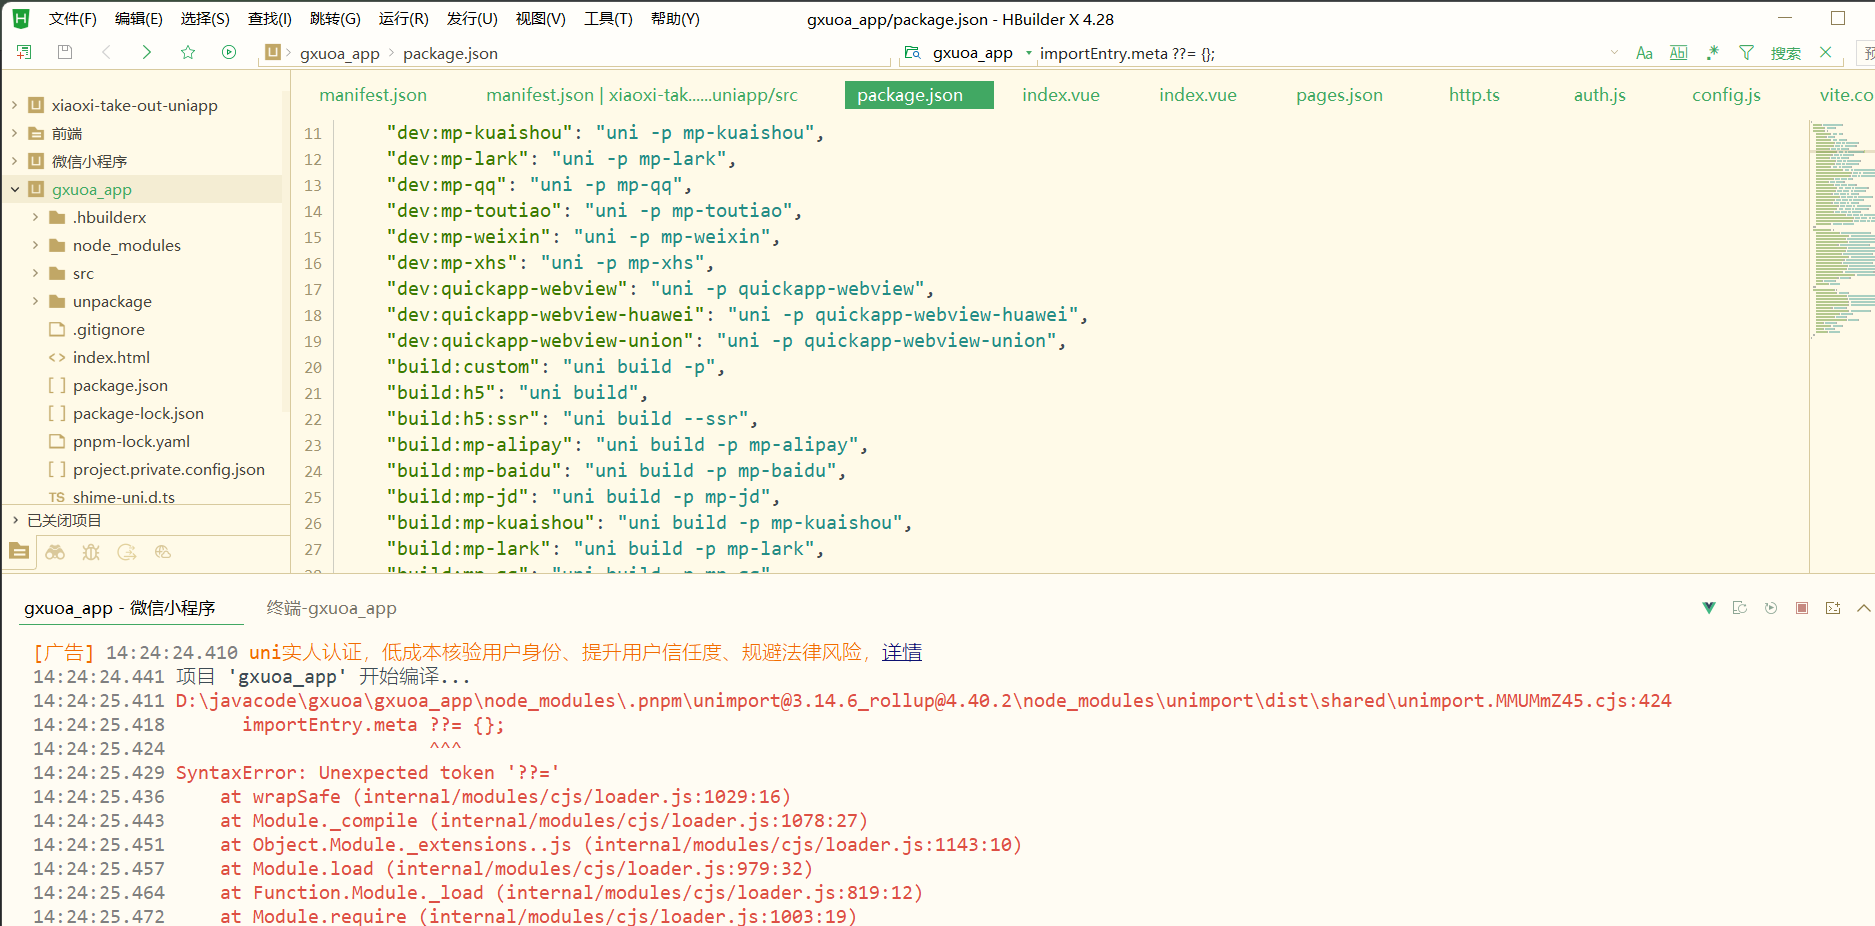 文件(F) 编辑(E) 选择(S) 查找(I) 跳转(G) 运行(R) 发行(U) 视图(V) 工具(T) 帮助(Y) gxuoa_app/package.json - HBuilder X 4.28
gxuoa_app package.json gxuoa_app importEntry.meta ??= {}; Aa Ab| .* 搜索
manifest.json manifest.json | xiaoxi-tak......uniapp/src package.json index.vue index.vue pages.json http.ts auth.js config.js vite.co
xiaoxi-take-out-uniapp
前端
微信小程序
gxuoa_app
.hbuilderx
node_modules
src
unpackage
.gitignore
<> index.html
[ ] package.json
[ ] package-lock.json
pnpm-lock.yaml
[ ] project.private.config.json
TS shime-uni.d.ts
已关闭项目
11 "dev:mp-kuaishou": "uni -p mp-kuaishou",
12 "dev:mp-lark": "uni -p mp-lark",
13 "dev:mp-qq": "uni -p mp-qq",
14 "dev:mp-toutiao": "uni -p mp-toutiao",
15 "dev:mp-weixin": "uni -p mp-weixin",
16 "dev:mp-xhs": "uni -p mp-xhs",
17 "dev:quickapp-webview": "uni -p quickapp-webview",
18 "dev:quickapp-webview-huawei": "uni -p quickapp-webview-huawei",
19 "dev:quickapp-webview-union": "uni -p quickapp-webview-union",
20 "build:custom": "uni build -p",
21 "build:h5": "uni build",
22 "build:h5:ssr": "uni build --ssr",
23 "build:mp-alipay": "uni build -p mp-alipay",
24 "build:mp-baidu": "uni build -p mp-baidu",
25 "build:mp-jd": "uni build -p mp-jd",
26 "build:mp-kuaishou": "uni build -p mp-kuaishou",
27 "build:mp-lark": "uni build -p mp-lark",
gxuoa_app - 微信小程序 终端-gxuoa_app
[广告] 14:24:24.410 uni实人认证，低成本核验用户身份、提升用户信任度、规避法律风险，详情
14:24:24.441 项目 'gxuoa_app' 开始编译...
14:24:25.411 D:\javacode\gxuoa\gxuoa_app\node_modules\.pnpm\unimport@3.14.6_rollup@4.40.2\node_modules\unimport\dist\shared\unimport.MMUMmZ45.cjs:424
14:24:25.418 importEntry.meta ??= {};
14:24:25.424 ^^^
14:24:25.429 SyntaxError: Unexpected token '??='
14:24:25.436 at wrapSafe (internal/modules/cjs/loader.js:1029:16)
14:24:25.443 at Module._compile (internal/modules/cjs/loader.js:1078:27)
14:24:25.451 at Object.Module._extensions..js (internal/modules/cjs/loader.js:1143:10)
14:24:25.457 at Module.load (internal/modules/cjs/loader.js:979:32)
14:24:25.464 at Function.Module._load (internal/modules/cjs/loader.js:819:12)
14:24:25.472 at Module.require (internal/modules/cjs/loader.js:1003:19)